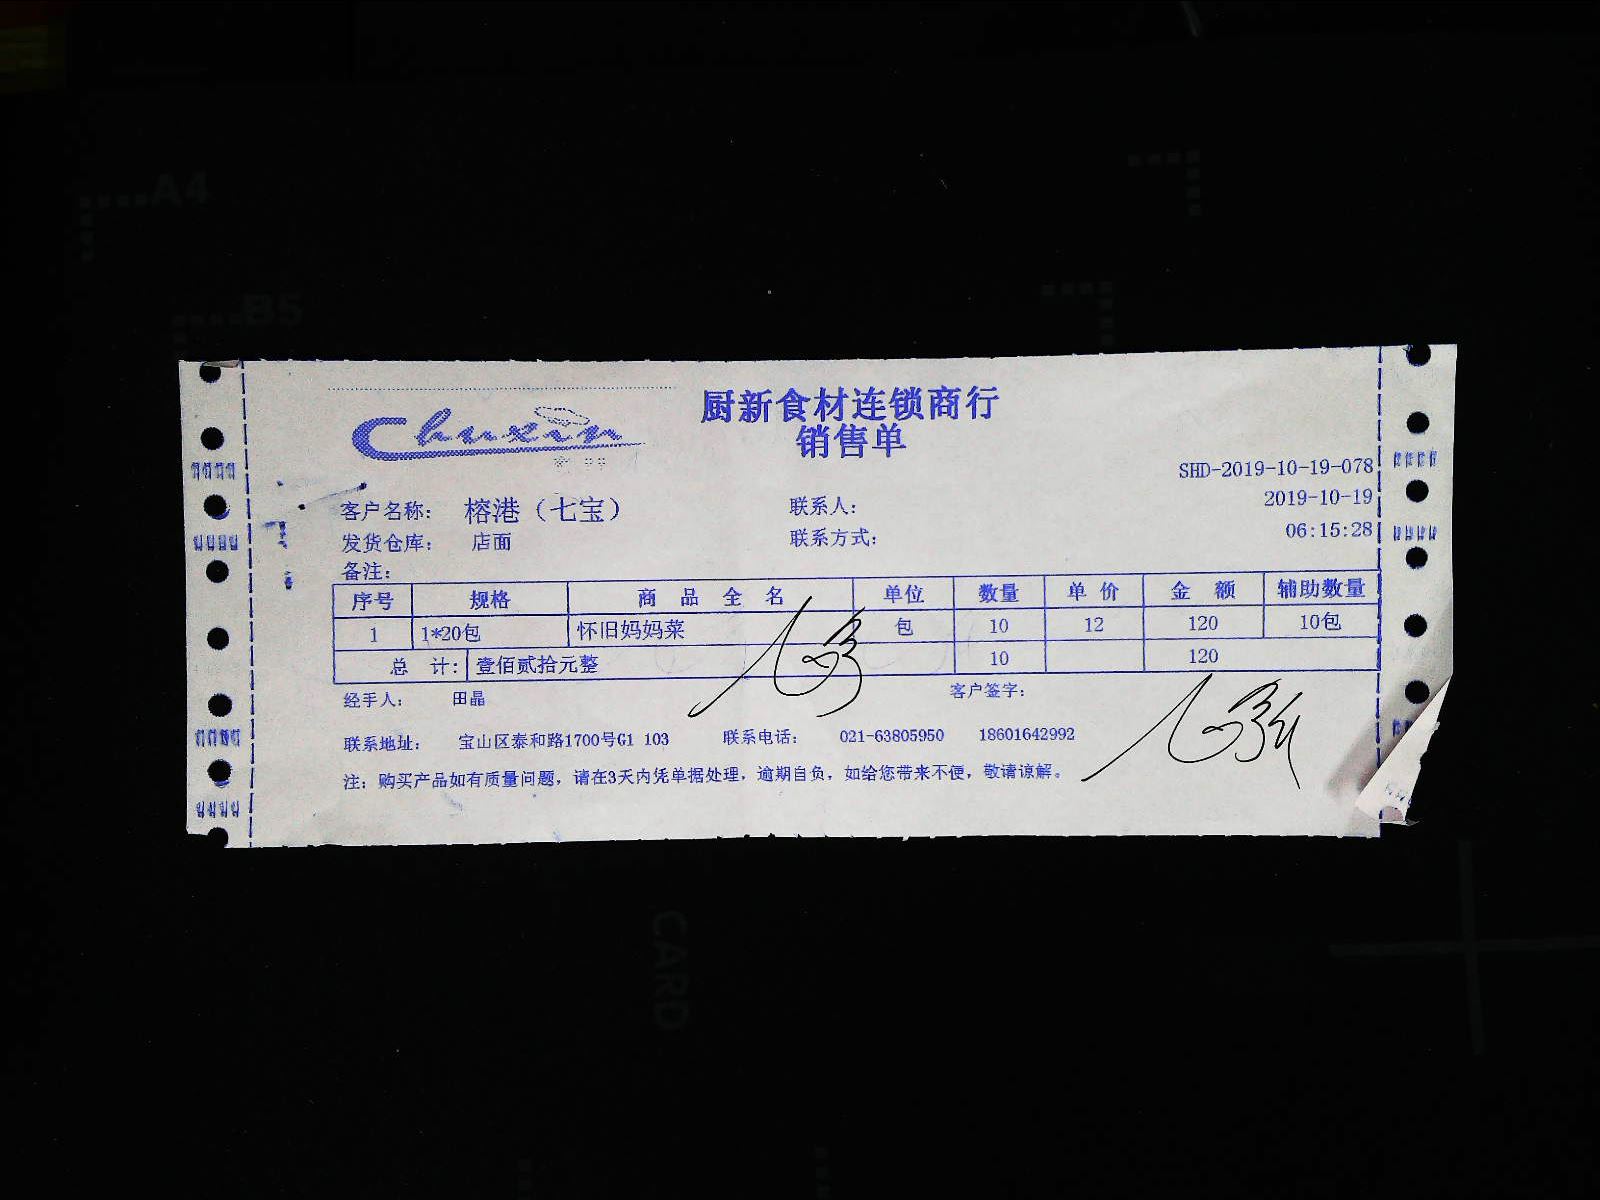 A4
B5
Chuxin
厨新食材连锁商行
销售单
SHD-2019-10-19-078
客户名称： 榕港（七宝） 联系人： 2019-10-19
发货仓库： 店面 联系方式： 06:15:28
备注：
序号 规格 商品全名 单位 数量 单价 金额 辅助数量
1 1*20包 怀旧妈妈菜 包 10 12 120 10包
总 计： 壹佰贰拾元整 10 120
经手人： 田晶 客户签字：
联系地址： 宝山区泰和路1700号G1 103 联系电话： 021-63805950 18601642992
注：购买产品如有质量问题，请在3天内凭单据处理，逾期自负，如给您带来不便，敬请谅解。
CARD